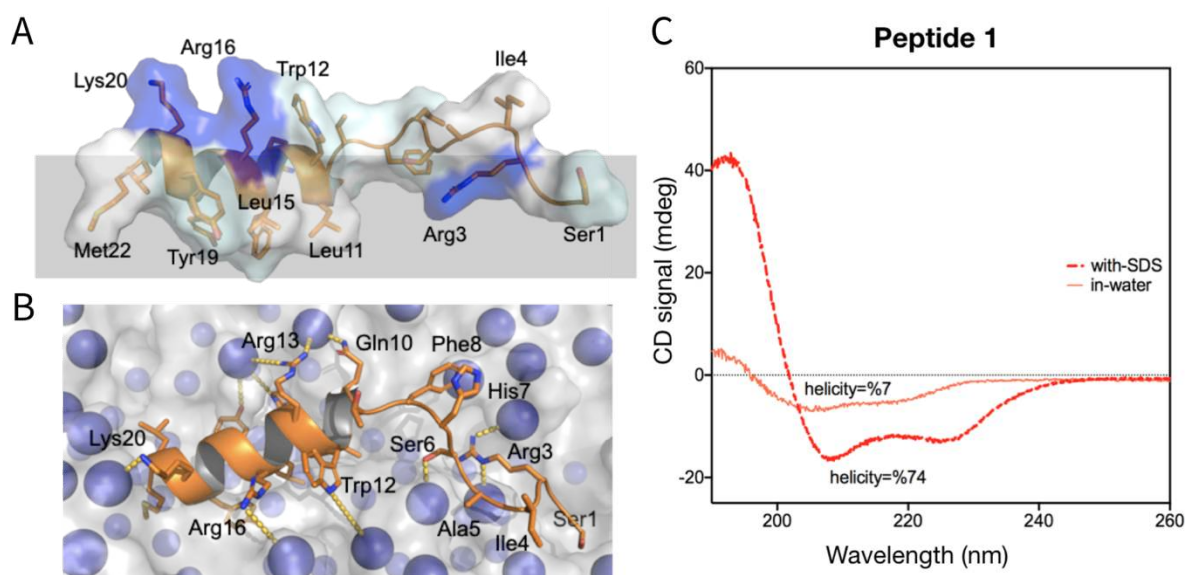 A
Arg16
Lys20
Trp12
Ile4
Leu15
Met22
Tyr19
Leu11
Arg3
Ser1
B
Arg13
Gln10
Phe8
His7
Lys20
Ser6
Arg3
Trp12
Arg16
Ala5
Ile4
Ser1
C
Peptide 1
60
40
20
0
-20
CD signal (mdeg)
with-SDS
in-water
helicity=%7
helicity=%74
200 220 240 260
Wavelength (nm)